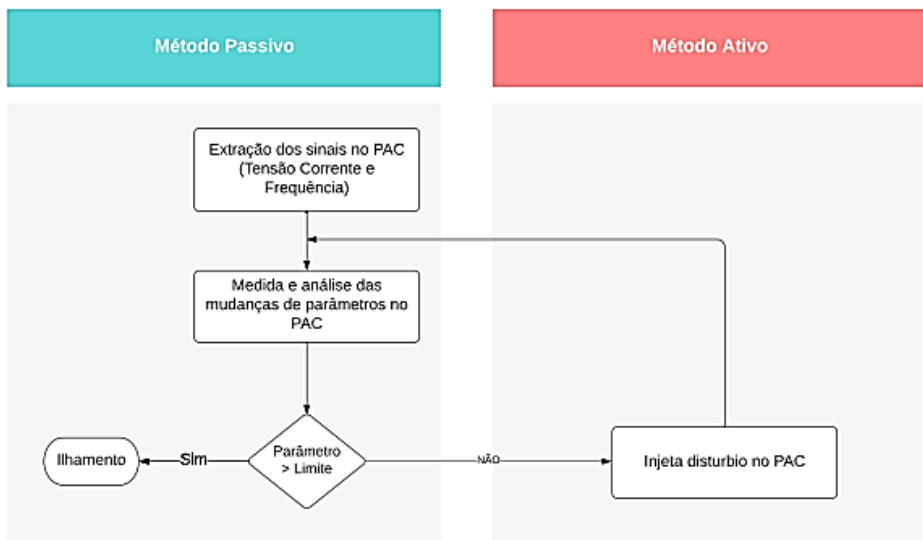 Método Passivo
Método Ativo
Extração dos sinais no PAC
(Tensão Corrente e
Frequência)
Medida e análise das
mudanças de parâmetros no
PAC
Parâmetro
> Limite
Sim
Ilhamento
NÃO
Injeta disturbio no PAC